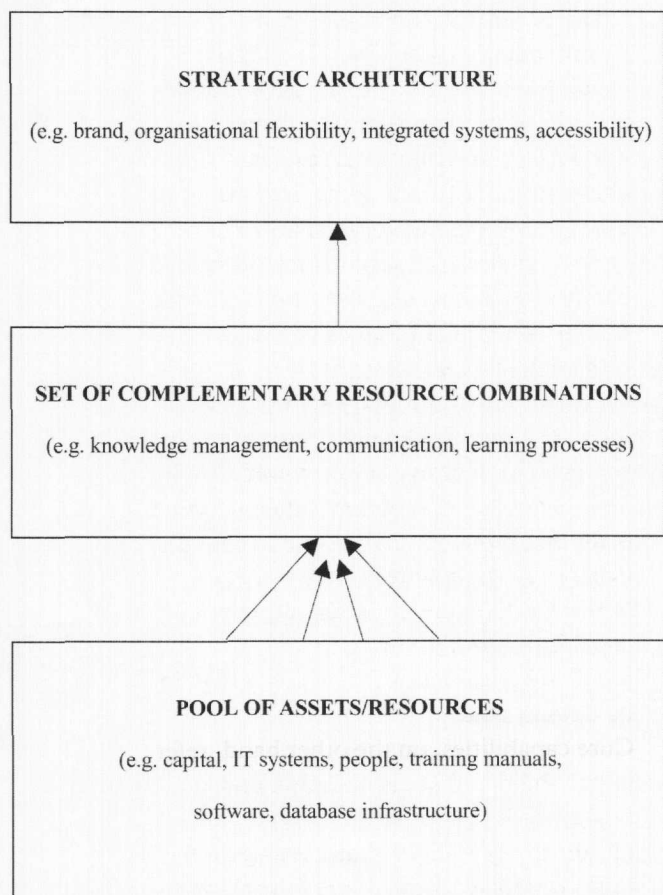 STRATEGIC ARCHITECTURE
(e.g. brand, organisational flexibility, integrated systems, accessibility)
SET OF COMPLEMENTARY RESOURCE COMBINATIONS
(e.g. knowledge management, communication, learning processes)
POOL OF ASSETS/RESOURCES
(e.g. capital, IT systems, people, training manuals,
software, database infrastructure)